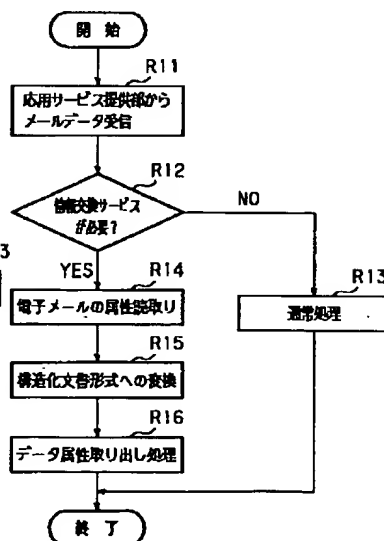 開始
R11
応用サービス提供部から
メールデータ受信
R12
情報交換サービス
が必要?
NO
YES
R13
通常処理
3
R14
電子メールの属性読取り
R15
構造化文書形式への変換
R16
データ属性取り出し処理
終了